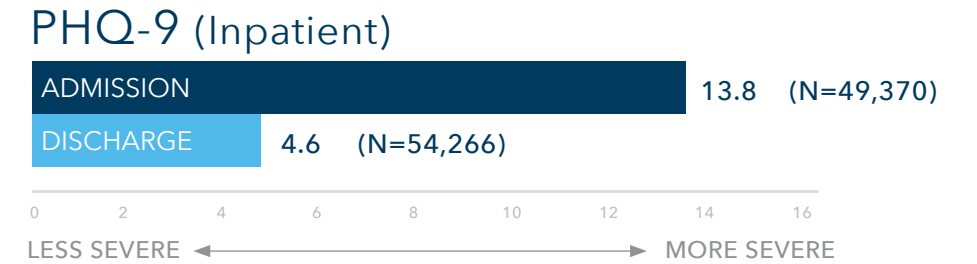 PHQ-9 (Inpatient)
ADMISSION 13.8 (N=49,370)
DISCHARGE 4.6 (N=54,266)
0 2 4 6 8 10 12 14 16
LESS SEVERE MORE SEVERE